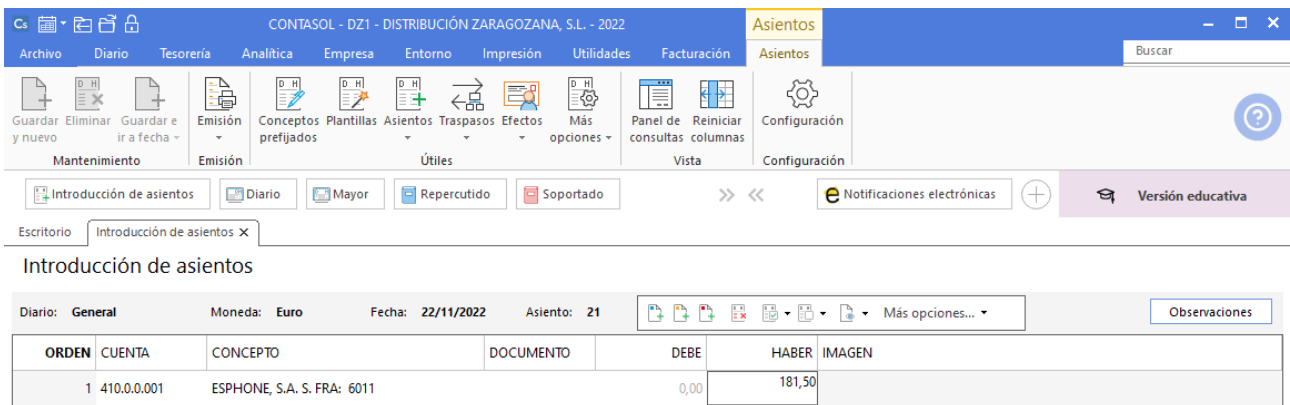 Cs CONTASOL - DZ1 - DISTRIBUCIÓN ZARAGOZANA, S.L. - 2022 Asientos
Archivo Diario Tesorería Analítica Empresa Entorno Impresión Utilidades Facturación Asientos Buscar
Guardar y nuevo Eliminar Guardar e ir a fecha Emisión Conceptos prefijados Plantillas Asientos Traspasos Efectos Más opciones Panel de consultas Reiniciar columnas Configuración
Mantenimiento Emisión Útiles Vista Configuración
Introducción de asientos Diario Mayor Repercutido Soportado Notificaciones electrónicas Versión educativa
Escritorio Introducción de asientos X
Introducción de asientos
Diario: General Moneda: Euro Fecha: 22/11/2022 Asiento: 21 Más opciones... Observaciones
ORDEN CUENTA CONCEPTO DOCUMENTO DEBE HABER IMAGEN
1 410.0.0.001 ESPHONE, S.A. S. FRA: 6011 0,00 181,50